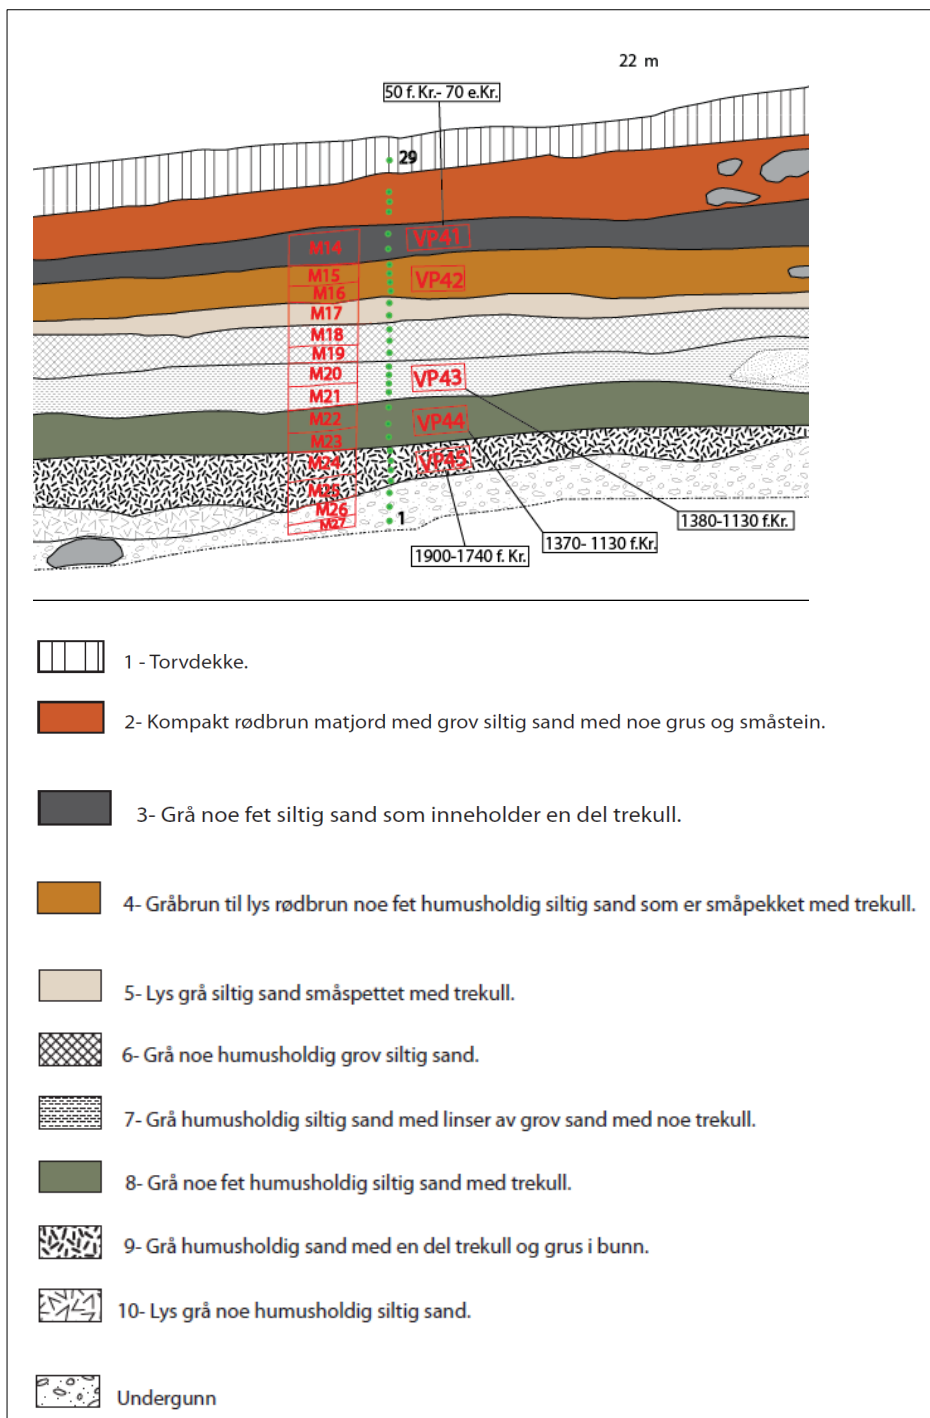 22 m
50 f. Kr.- 70 e.Kr.
29
M14
VP41
M15
VP42
M16
M17
M18
M19
M20
VP43
M21
M22
VP44
M23
M24
VP45
M25
M26
M27
1
1380-1130 f.Kr.
1370- 1130 f.Kr.
1900-1740 f. Kr.
1 - Torvdekke.
2- Kompakt rødbrun matjord med grov siltig sand med noe grus og småstein.
3- Grå noe fet siltig sand som inneholder en del trekull.
4- Gråbrun til lys rødbrun noe fet humusholdig siltig sand som er småpekket med trekull.
5- Lys grå siltig sand småspettet med trekull.
6- Grå noe humusholdig grov siltig sand.
7- Grå humusholdig siltig sand med linser av grov sand med noe trekull.
8- Grå noe fet humusholdig siltig sand med trekull.
9- Grå humusholdig sand med en del trekull og grus i bunn.
10- Lys grå noe humusholdig siltig sand.
Undergunn